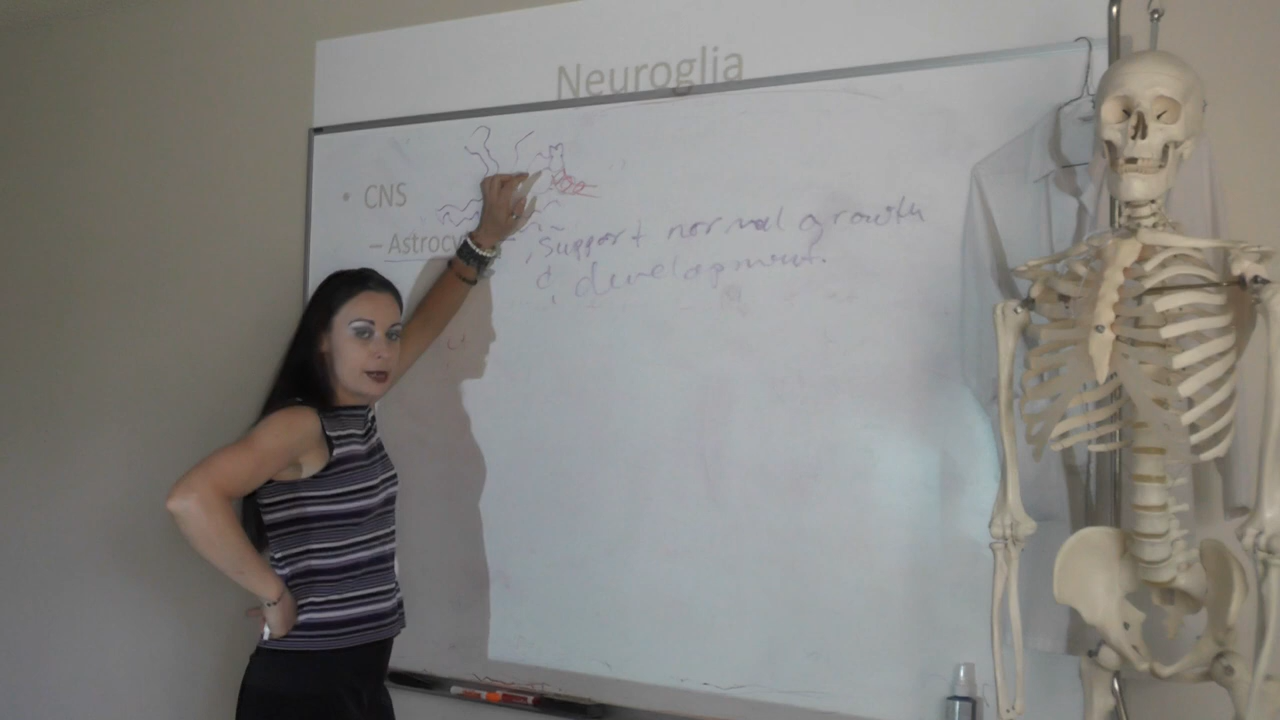 Neuroglia
• CNS
– Astrocy
, support normal growth
& development.